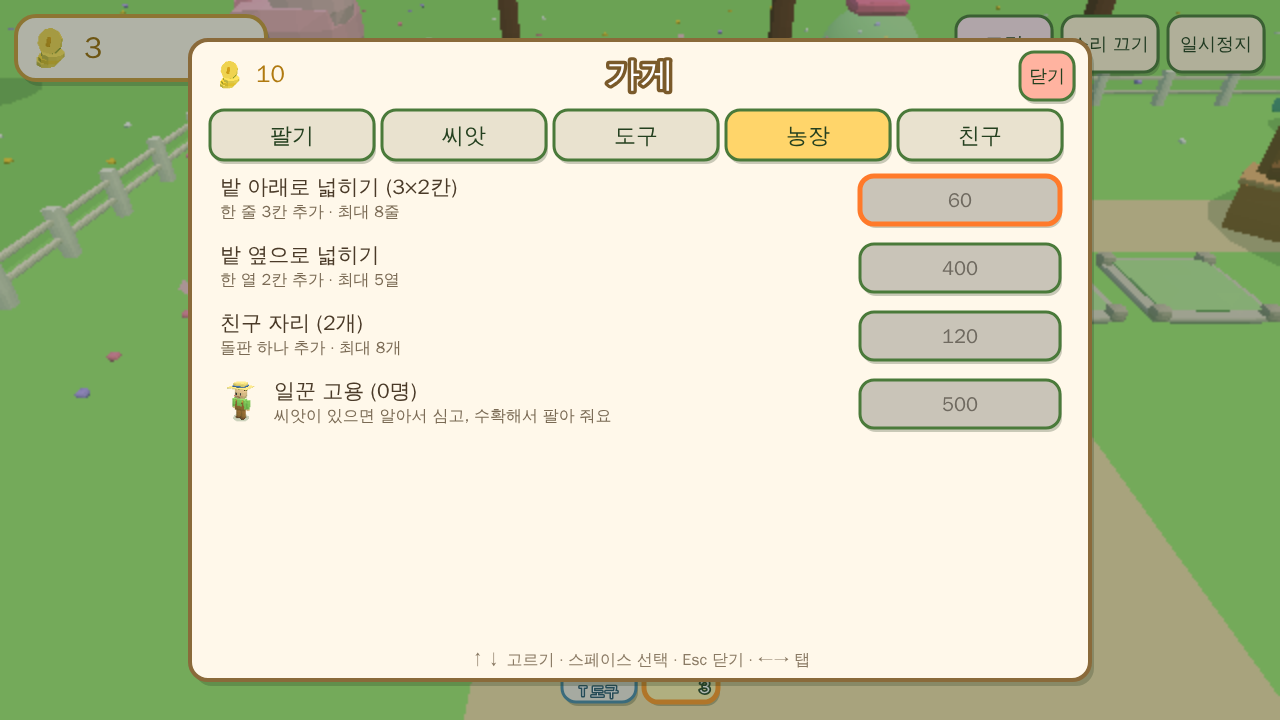 3
리 끄기
일시정지
10
가게
닫기
팔기
씨앗
도구
농장
친구
밭 아래로 넓히기 (3×2칸)
한 줄 3칸 추가 · 최대 8줄
60
밭 옆으로 넓히기
한 열 2칸 추가 · 최대 5열
400
친구 자리 (2개)
돌판 하나 추가 · 최대 8개
120
일꾼 고용 (0명)
씨앗이 있으면 알아서 심고, 수확해서 팔아 줘요
500
↑ ↓ 고르기 · 스페이스 선택 · Esc 닫기 · ←→ 탭
T 도구
3